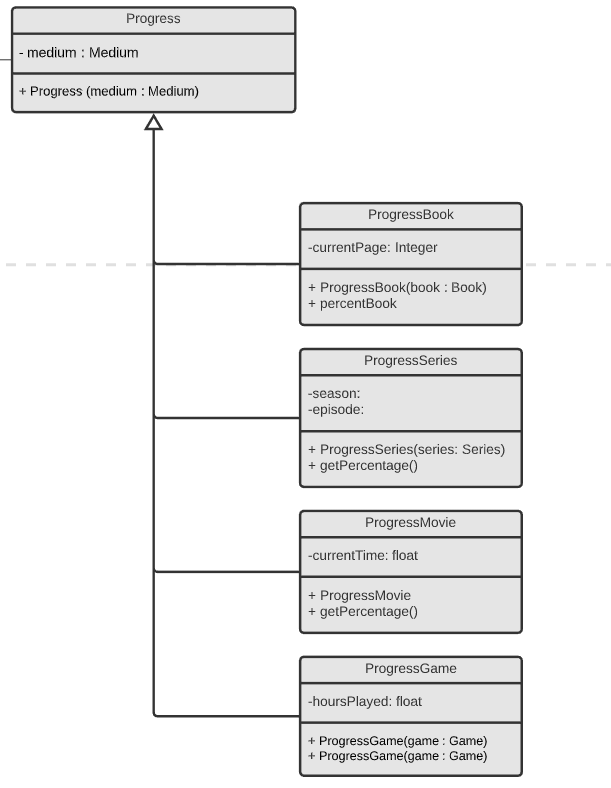 Progress
- medium : Medium
+ Progress (medium : Medium)
ProgressBook
-currentPage: Integer
+ ProgressBook(book : Book)
+ percentBook
ProgressSeries
-season:
-episode:
+ ProgressSeries(series: Series)
+ getPercentage()
ProgressMovie
-currentTime: float
+ ProgressMovie
+ getPercentage()
ProgressGame
-hoursPlayed: float
+ ProgressGame(game : Game)
+ ProgressGame(game : Game)